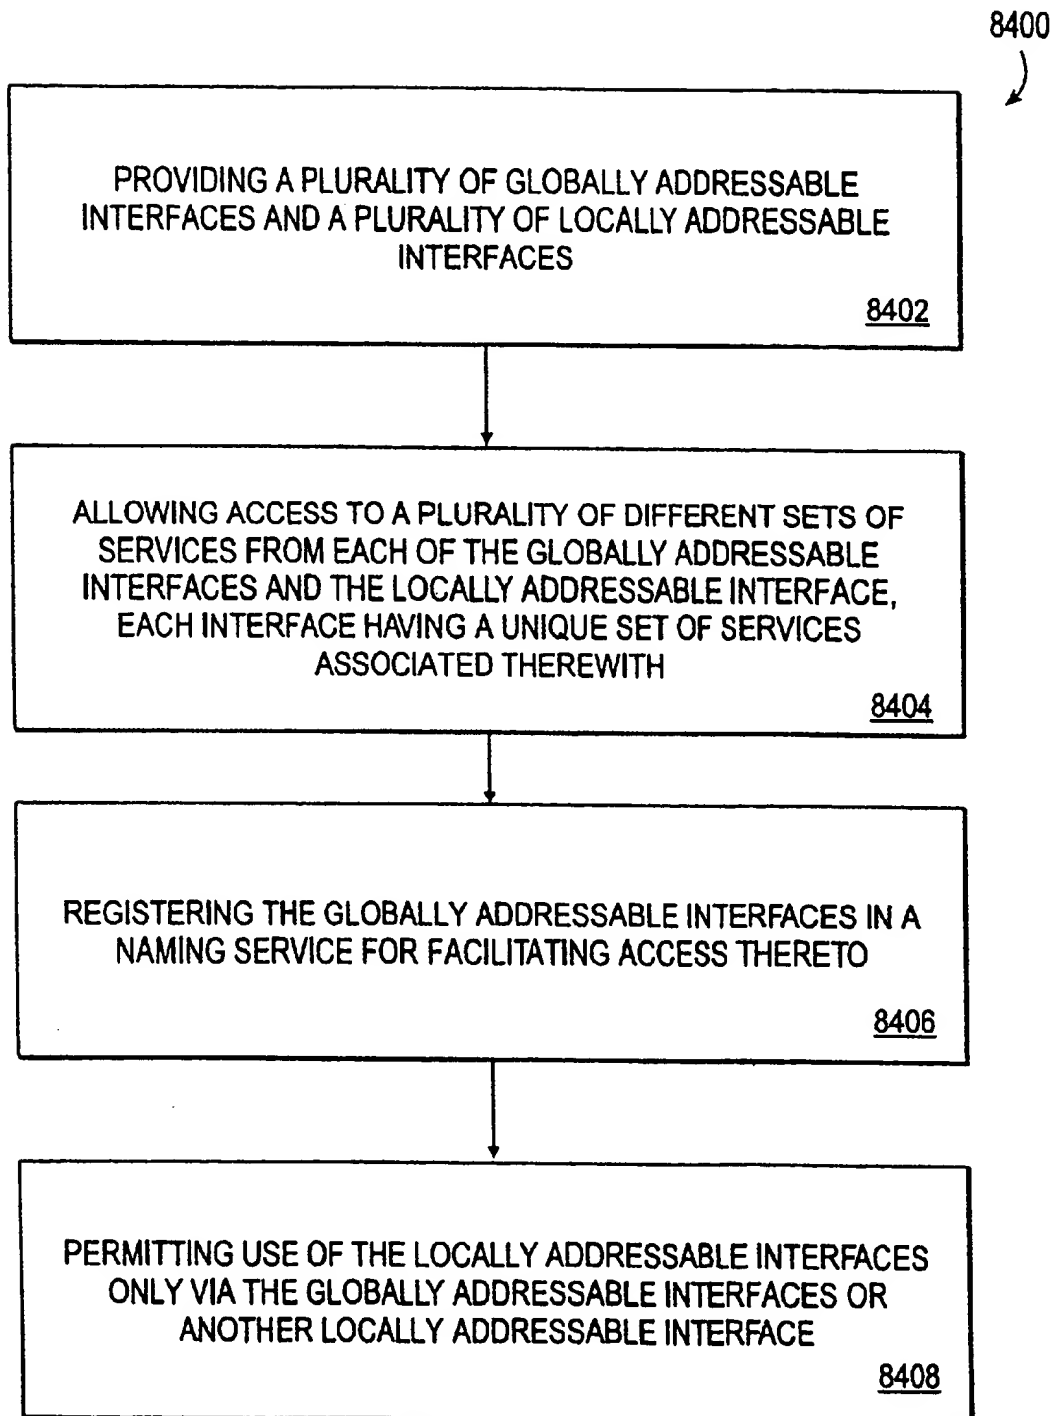 8400
PROVIDING A PLURALITY OF GLOBALLY ADDRESSABLE
INTERFACES AND A PLURALITY OF LOCALLY ADDRESSABLE
INTERFACES
8402
ALLOWING ACCESS TO A PLURALITY OF DIFFERENT SETS OF
SERVICES FROM EACH OF THE GLOBALLY ADDRESSABLE
INTERFACES AND THE LOCALLY ADDRESSABLE INTERFACE,
EACH INTERFACE HAVING A UNIQUE SET OF SERVICES
ASSOCIATED THEREWITH
8404
REGISTERING THE GLOBALLY ADDRESSABLE INTERFACES IN A
NAMING SERVICE FOR FACILITATING ACCESS THERETO
8406
PERMITTING USE OF THE LOCALLY ADDRESSABLE INTERFACES
ONLY VIA THE GLOBALLY ADDRESSABLE INTERFACES OR
ANOTHER LOCALLY ADDRESSABLE INTERFACE
8408